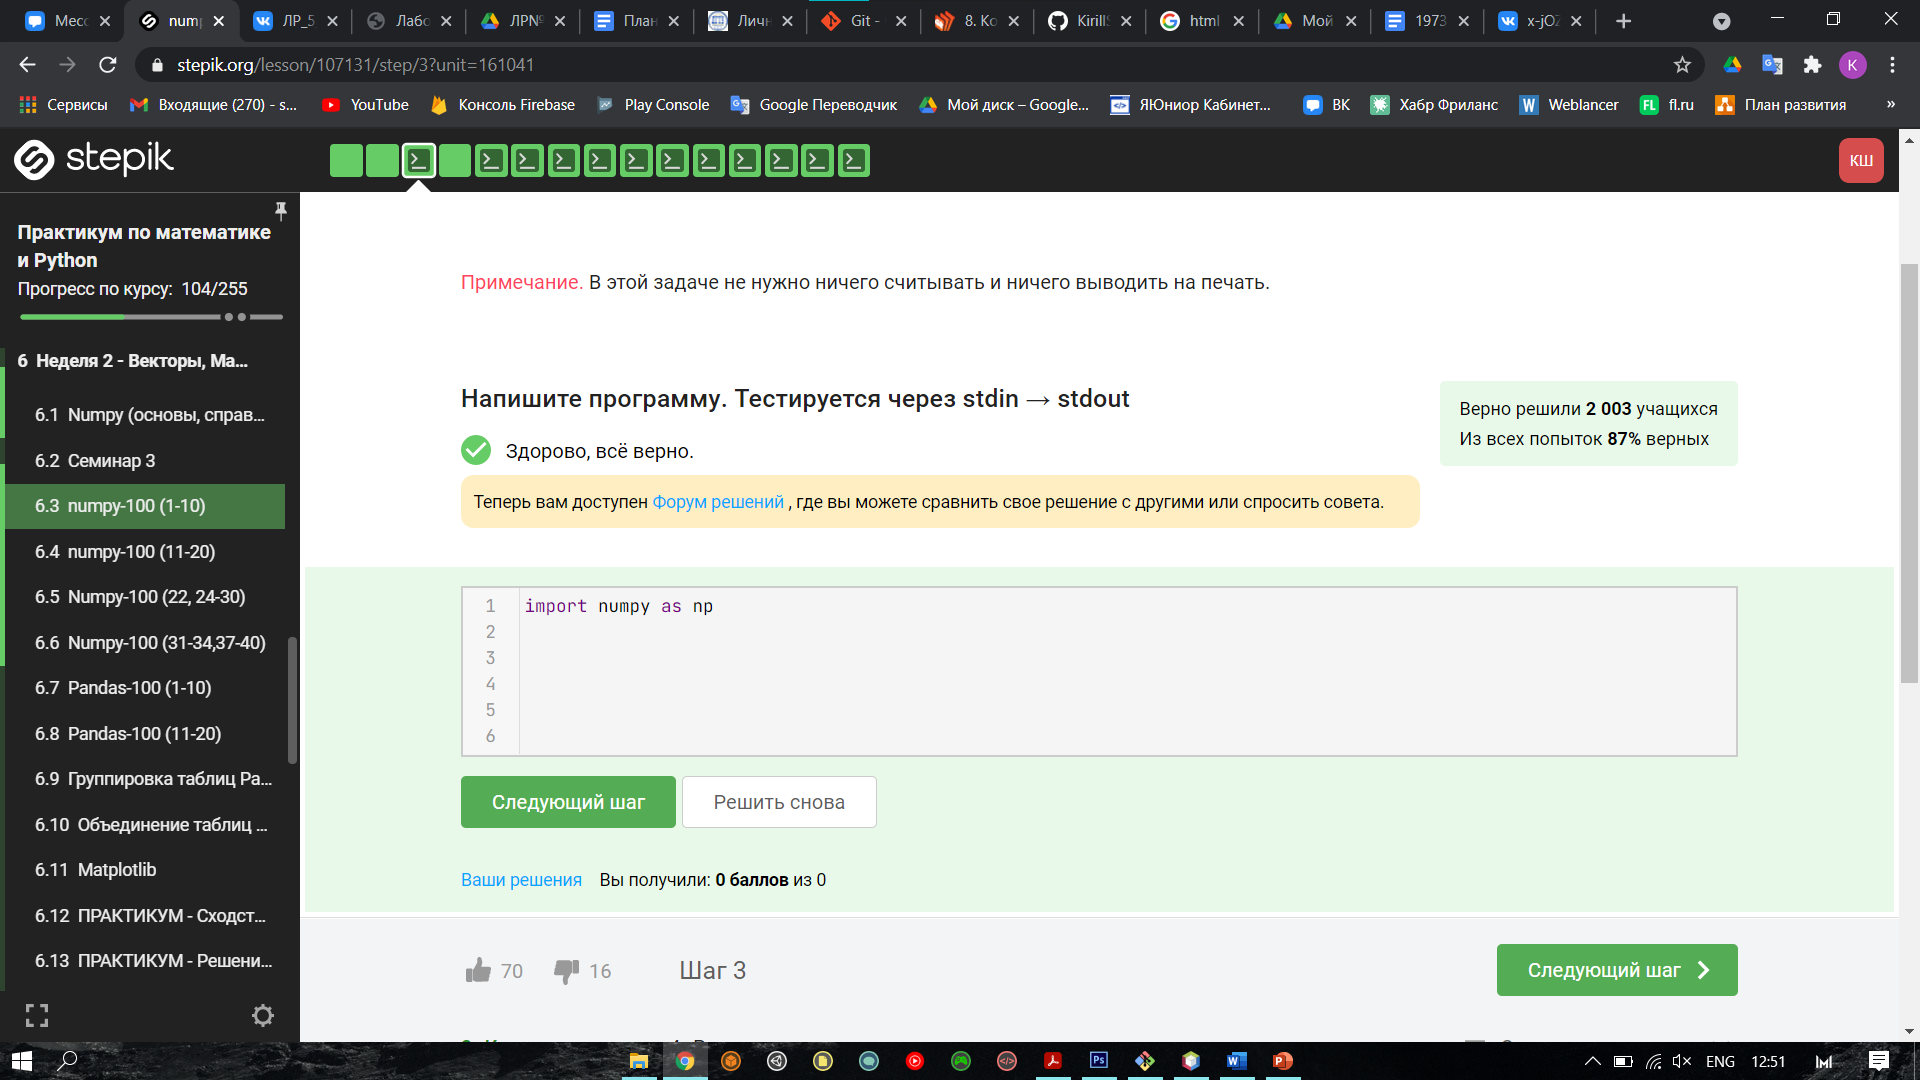 Месс
num
ЛР_5
Лабо
ЛР№
План
Личн
Git -
8. Ко
Kirill
html
Мой
1973
x-jO
stepik.org/lesson/107131/step/3?unit=161041
K
Сервисы
Входящие (270) - s...
YouTube
Консоль Firebase
Play Console
Google Переводчик
Мой диск – Google...
ЯЮниор Кабинет...
ВК
Хабр Фриланс
Weblancer
FL
fl.ru
План развития
»
stepik
КШ
Практикум по математике
и Python
Прогресс по курсу: 104/255
6 Неделя 2 - Векторы, Ма...
6.1 Numpy (основы, справ...
6.2 Семинар 3
6.3 numpy-100 (1-10)
6.4 numpy-100 (11-20)
6.5 Numpy-100 (22, 24-30)
6.6 Numpy-100 (31-34,37-40)
6.7 Pandas-100 (1-10)
6.8 Pandas-100 (11-20)
6.9 Группировка таблиц Pa...
6.10 Объединение таблиц ...
6.11 Matplotlib
6.12 ПРАКТИКУМ - Сходст...
6.13 ПРАКТИКУМ - Решени...
Примечание. В этой задаче не нужно ничего считывать и ничего выводить на печать.
Напишите программу. Тестируется через stdin → stdout
Здорово, всё верно.
Верно решили 2 003 учащихся
Из всех попыток 87% верных
Теперь вам доступен Форум решений , где вы можете сравнить свое решение с другими или спросить совета.
1 import numpy as np
2
3
4
5
6
Следующий шаг
Решить снова
Ваши решения Вы получили: 0 баллов из 0
70
16
Шаг 3
Следующий шаг
ENG
12:51